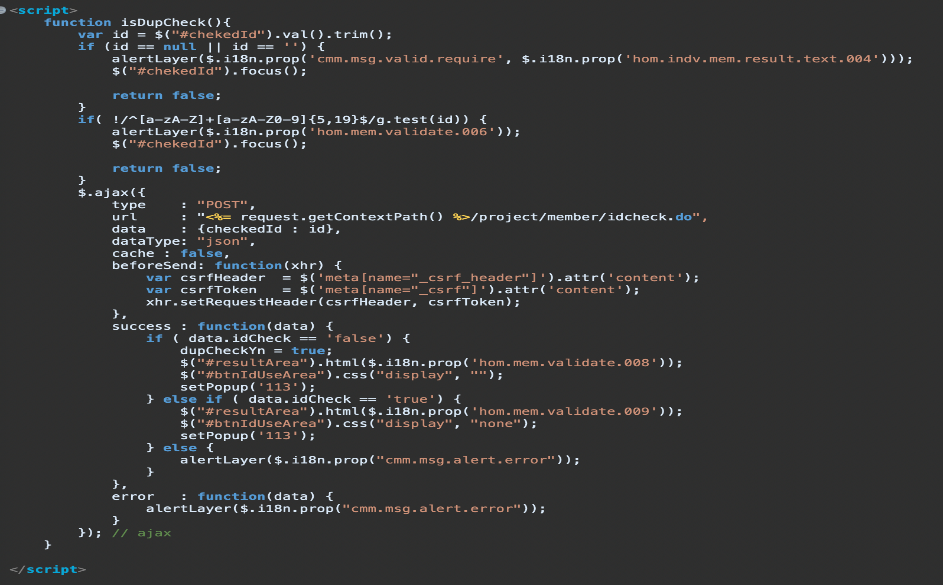 <script>
function isDupCheck(){
var id = $("#chekedId").val().trim();
if (id == null || id == '') {
alertLayer($.i18n.prop('cmm.msg.valid.require', $.i18n.prop('hom.indv.mem.result.text.004')));
$("#chekedId").focus();
return false;
}
if( !/^[a-zA-Z]+[a-zA-Z0-9]{5,19}$/g.test(id)) {
alertLayer($.i18n.prop('hom.mem.validate.006'));
$("#chekedId").focus();
return false;
}
$.ajax({
type : "POST",
url : "<%= request.getContextPath() %>/project/member/idcheck.do",
data : {checkedId : id},
dataType: "json",
cache : false,
beforeSend: function(xhr) {
var csrfHeader = $('meta[name="_csrf_header"]').attr('content');
var csrfToken = $('meta[name="_csrf"]').attr('content');
xhr.setRequestHeader(csrfHeader, csrfToken);
},
success : function(data) {
if ( data.idCheck == 'false') {
dupCheckYn = true;
$("#resultArea").html($.i18n.prop('hom.mem.validate.008'));
$("#btnIdUseArea").css("display", "");
setPopup('113');
} else if ( data.idCheck == 'true') {
$("#resultArea").html($.i18n.prop('hom.mem.validate.009'));
$("#btnIdUseArea").css("display", "none");
setPopup('113');
} else {
alertLayer($.i18n.prop("cmm.msg.alert.error"));
}
},
error : function(data) {
alertLayer($.i18n.prop("cmm.msg.alert.error"));
}
}); // ajax
}
</script>